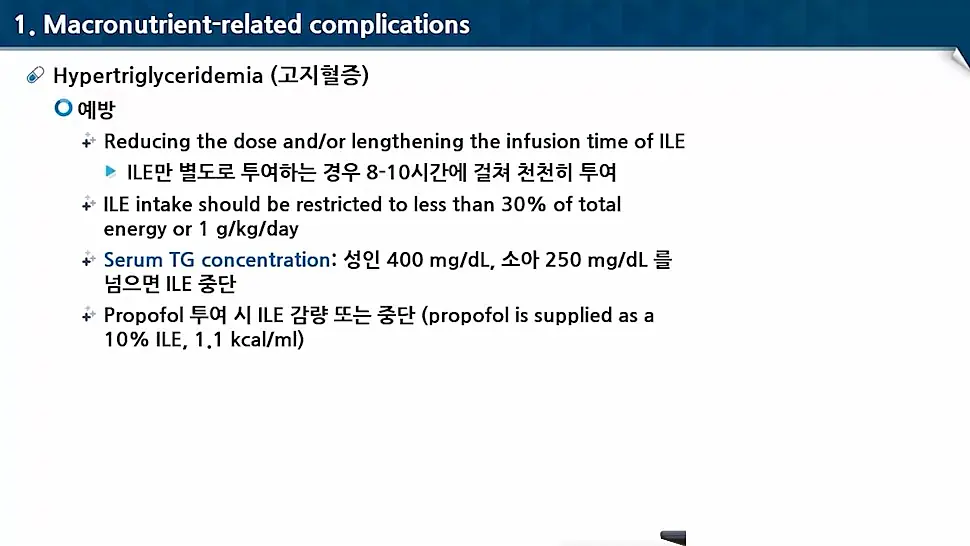 1. Macronutrient-related complications
Hypertriglyceridemia (고지혈증)
예방
Reducing the dose and/or lengthening the infusion time of ILE
ILE만 별도로 투여하는 경우 8-10시간에 걸쳐 천천히 투여
ILE intake should be restricted to less than 30% of total
energy or 1 g/kg/day
Serum TG concentration: 성인 400 mg/dL, 소아 250 mg/dL 를
넘으면 ILE 중단
Propofol 투여 시 ILE 감량 또는 중단 (propofol is supplied as a
10% ILE, 1.1 kcal/ml)